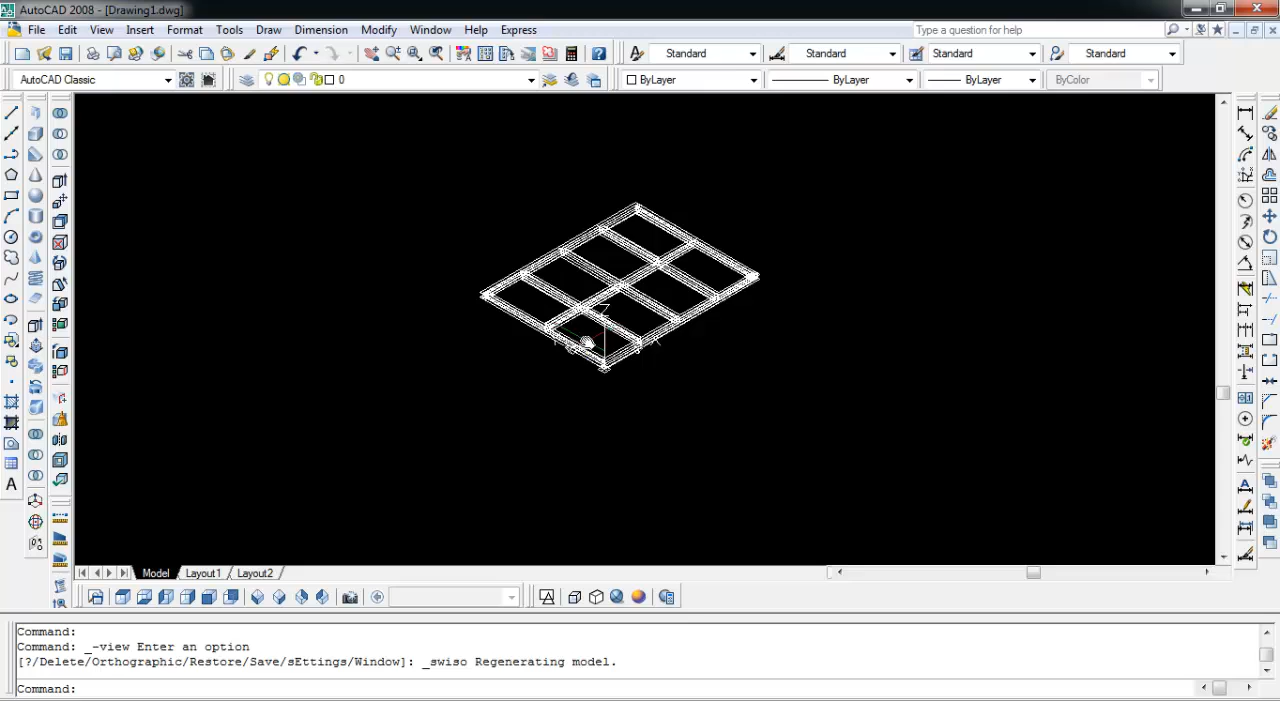 AutoCAD 2008 - [Drawing1.dwg]
File Edit View Insert Format Tools Draw Dimension Modify Window Help Express
Type a question for help
Standard Standard Standard Standard
AutoCAD Classic 0 ByLayer ByLayer ByLayer ByColor
A
Z
Model Layout1 Layout2
Command:
Command: _-view Enter an option
[?/Delete/Orthographic/Restore/Save/sEttings/Window]: _swiso Regenerating model.
Command: